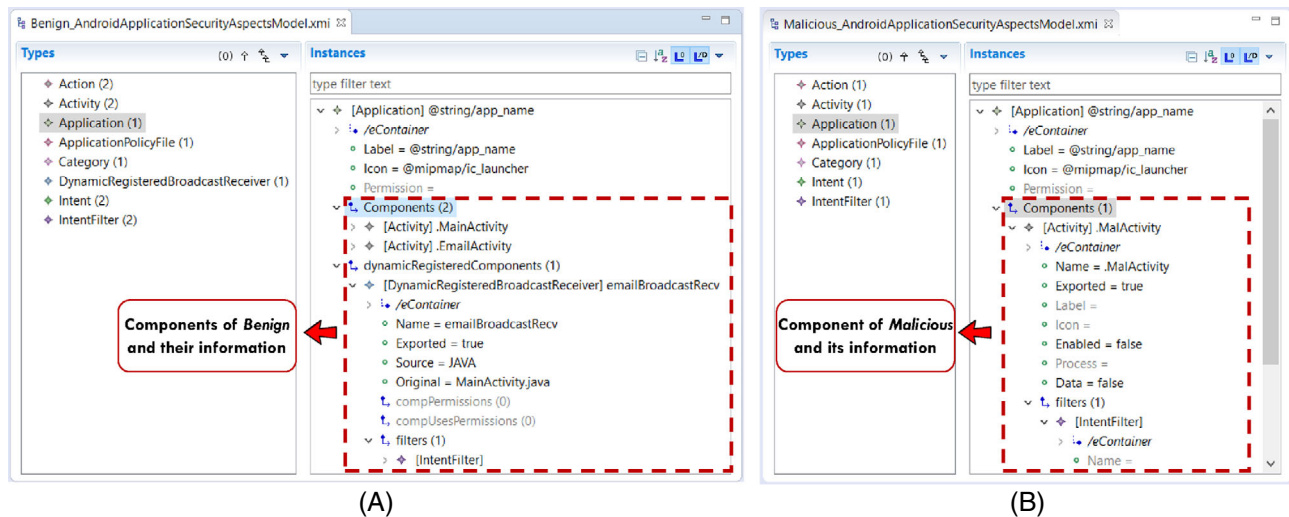 Benign_AndroidApplicationSecurityAspectsModel.xmi
Types
(0)
Action (2)
Activity (2)
Application (1)
ApplicationPolicyFile (1)
Category (1)
DynamicRegisteredBroadcastReceiver (1)
Intent (2)
IntentFilter (2)
Components of Benign
and their information
Instances
type filter text
[Application] @string/app_name
/eContainer
Label = @string/app_name
Icon = @mipmap/ic_launcher
Permission =
Components (2)
[Activity] .MainActivity
[Activity] .EmailActivity
dynamicRegisteredComponents (1)
[DynamicRegisteredBroadcastReceiver] emailBroadcastRecv
/eContainer
Name = emailBroadcastRecv
Exported = true
Source = JAVA
Original = MainActivity.java
compPermissions (0)
compUsesPermissions (0)
filters (1)
[IntentFilter]
(A)
Malicious_AndroidApplicationSecurityAspectsModel.xmi
Types
(0)
Action (1)
Activity (1)
Application (1)
ApplicationPolicyFile (1)
Category (1)
Intent (1)
IntentFilter (1)
Component of Malicious
and its information
Instances
type filter text
[Application] @string/app_name
/eContainer
Label = @string/app_name
Icon = @mipmap/ic_launcher
Permission =
Components (1)
[Activity] .MalActivity
/eContainer
Name = .MalActivity
Exported = true
Label =
Icon =
Enabled = false
Process =
Data = false
filters (1)
[IntentFilter]
/eContainer
Name =
(B)